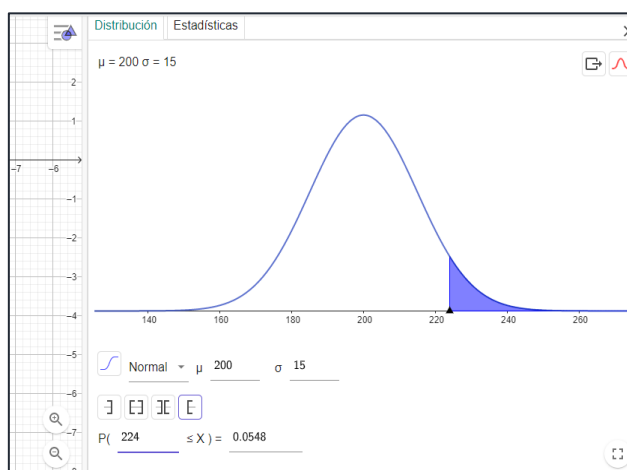 Distribución Estadísticas
μ = 200 σ = 15
2
1
-7 -6
-1
-2
-3
-4
-5
-6
-7
140 160 180 200 220 240 260
Normal μ 200 σ 15
P( 224 ≤ X ) = 0.0548